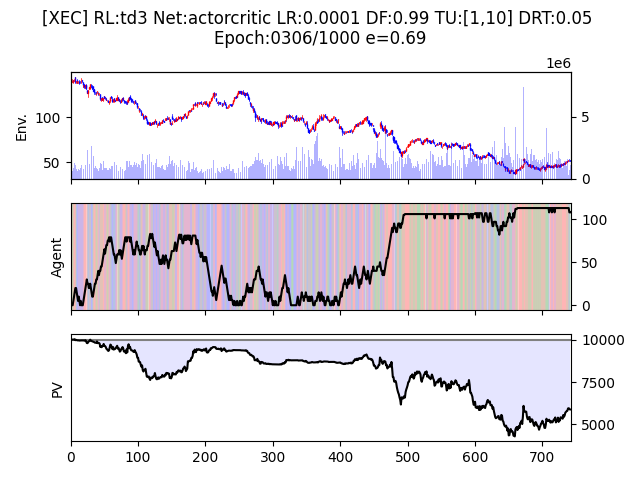 [XEC] RL:td3 Net:actorcritic LR:0.0001 DF:0.99 TU:[1,10] DRT:0.05
Epoch:0306/1000 e=0.69
1e6
Env.
100
50
5
0
Agent
100
50
0
PV
10000
7500
5000
0 100 200 300 400 500 600 700